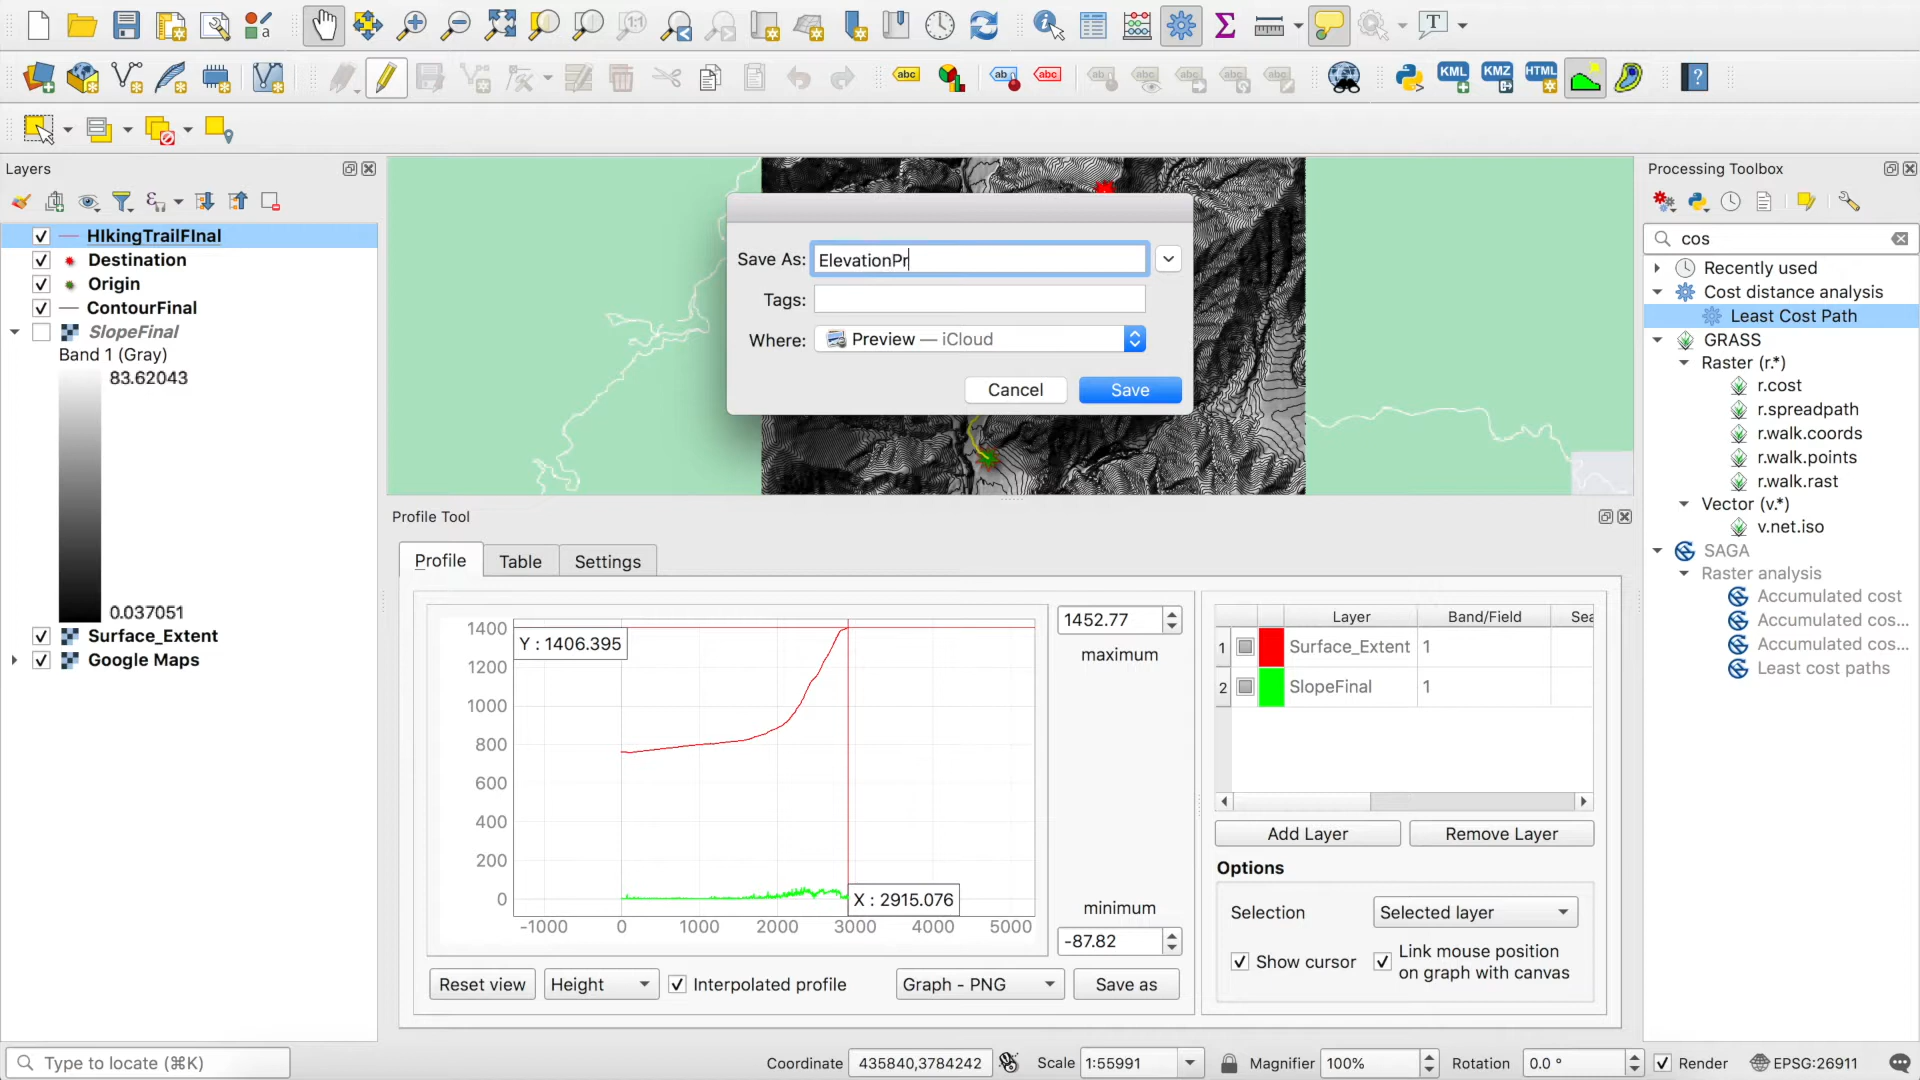 Layers
HIkingTrailFInal
Destination
Origin
ContourFinal
SlopeFinal
Band 1 (Gray)
83.62043
0.037051
Surface_Extent
Google Maps
Save As: ElevationPr
Tags:
Where: Preview — iCloud
Cancel
Save
Profile Tool
Profile
Table
Settings
1400
1200
1000
800
600
400
200
0
-1000
0
1000
2000
3000
4000
5000
Y : 1406.395
X : 2915.076
1452.77
maximum
minimum
-87.82
Reset view
Height
Interpolated profile
Graph - PNG
Save as
Layer
Band/Field
Sea
1 Surface_Extent 1
2 SlopeFinal 1
Add Layer
Remove Layer
Options
Selection
Selected layer
Show cursor
Link mouse position
on graph with canvas
Processing Toolbox
cos
Recently used
Cost distance analysis
Least Cost Path
GRASS
Raster (r.*)
r.cost
r.spreadpath
r.walk.coords
r.walk.points
r.walk.rast
Vector (v.*)
v.net.iso
SAGA
Raster analysis
Accumulated cost
Accumulated cos...
Accumulated cos...
Least cost paths
Type to locate (⌘K)
Coordinate 435840,3784242
Scale 1:55991
Magnifier 100%
Rotation 0.0 °
Render
EPSG:26911
abc
ab
abc
KML
KMZ
HTML